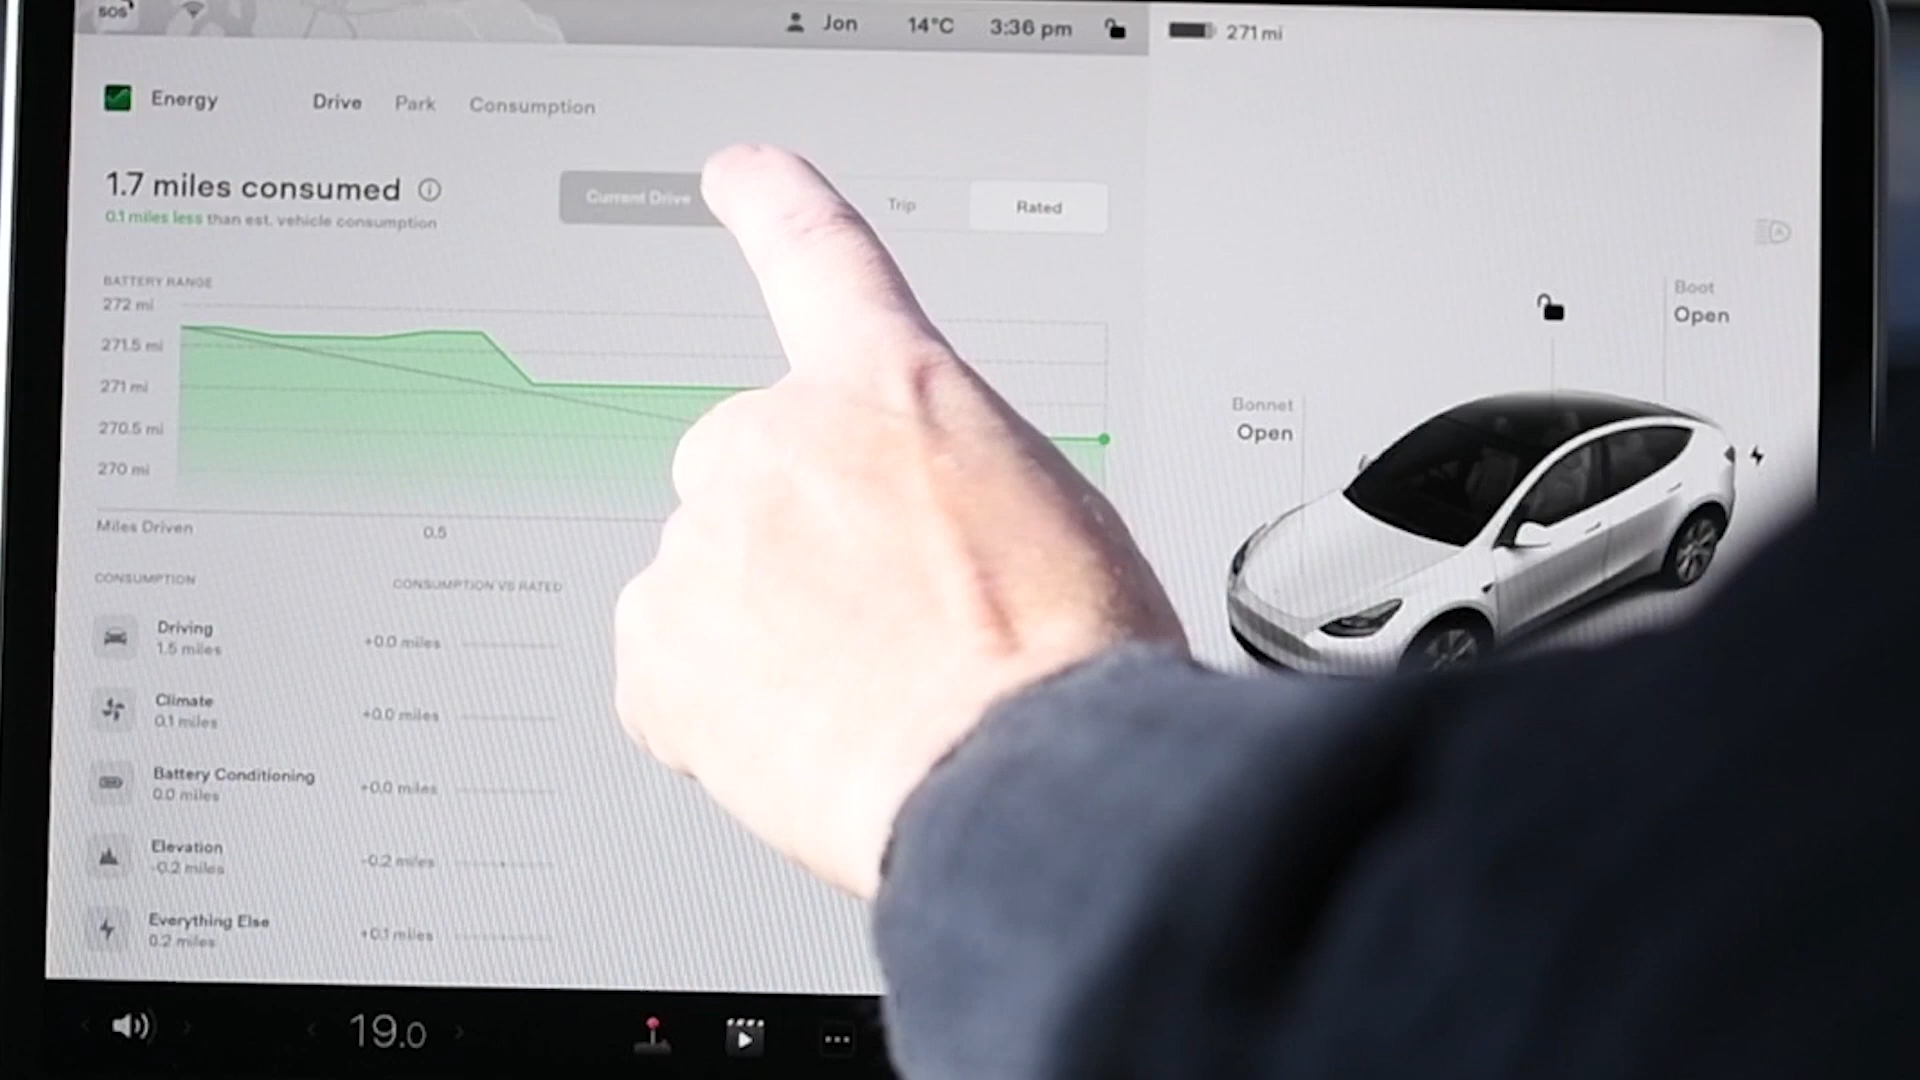 SOS
Jon
14°C
3:36 pm
271 mi
Energy
Drive
Park
Consumption
1.7 miles consumed
0.1 miles less than est. vehicle consumption
Current Drive
Trip
Rated
BATTERY RANGE
272 mi
271.5 mi
271 mi
270.5 mi
270 mi
Miles Driven
0.5
CONSUMPTION
CONSUMPTION VS RATED
Driving
1.5 miles
+0.0 miles
Climate
0.1 miles
+0.0 miles
Battery Conditioning
0.0 miles
+0.0 miles
Elevation
-0.2 miles
-0.2 miles
Everything Else
0.2 miles
+0.1 miles
Boot
Open
Bonnet
Open
19.0